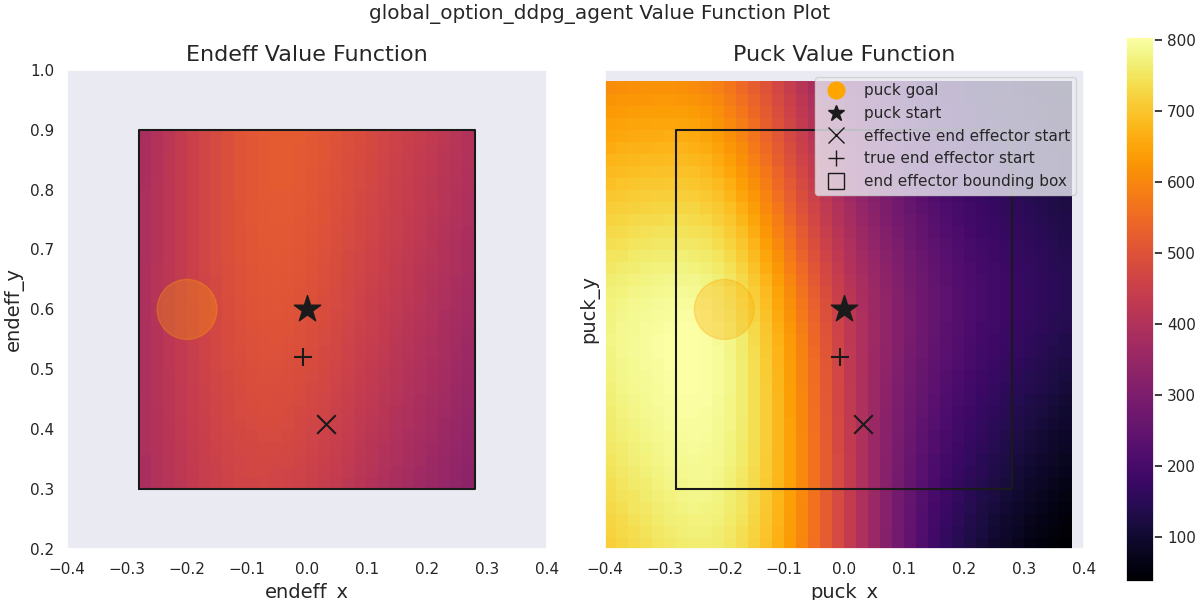 global_option_ddpg_agent Value Function Plot
Endeff Value Function
Puck Value Function
1.0
0.9
0.8
0.7
0.6
0.5
0.4
0.3
0.2
endeff_y
−0.4 −0.3 −0.2 −0.1 0.0 0.1 0.2 0.3 0.4
endeff_x
puck_y
puck goal
puck start
effective end effector start
true end effector start
end effector bounding box
−0.4 −0.3 −0.2 −0.1 0.0 0.1 0.2 0.3 0.4
puck_x
800
700
600
500
400
300
200
100